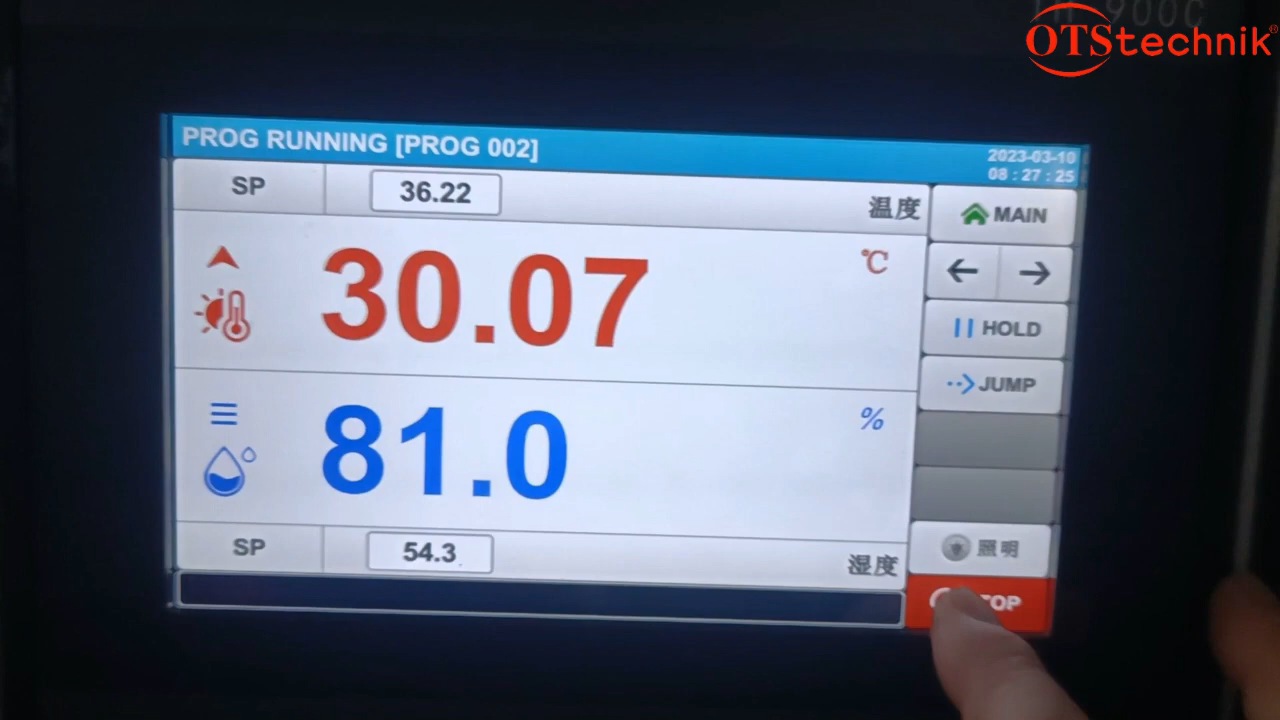 OTStechnik®
PROG RUNNING [PROG 002]
2023-03-10
08 : 27 : 25
SP
36.22
温度
MAIN
30.07
℃
HOLD
JUMP
81.0
%
SP
54.3
湿度
照明